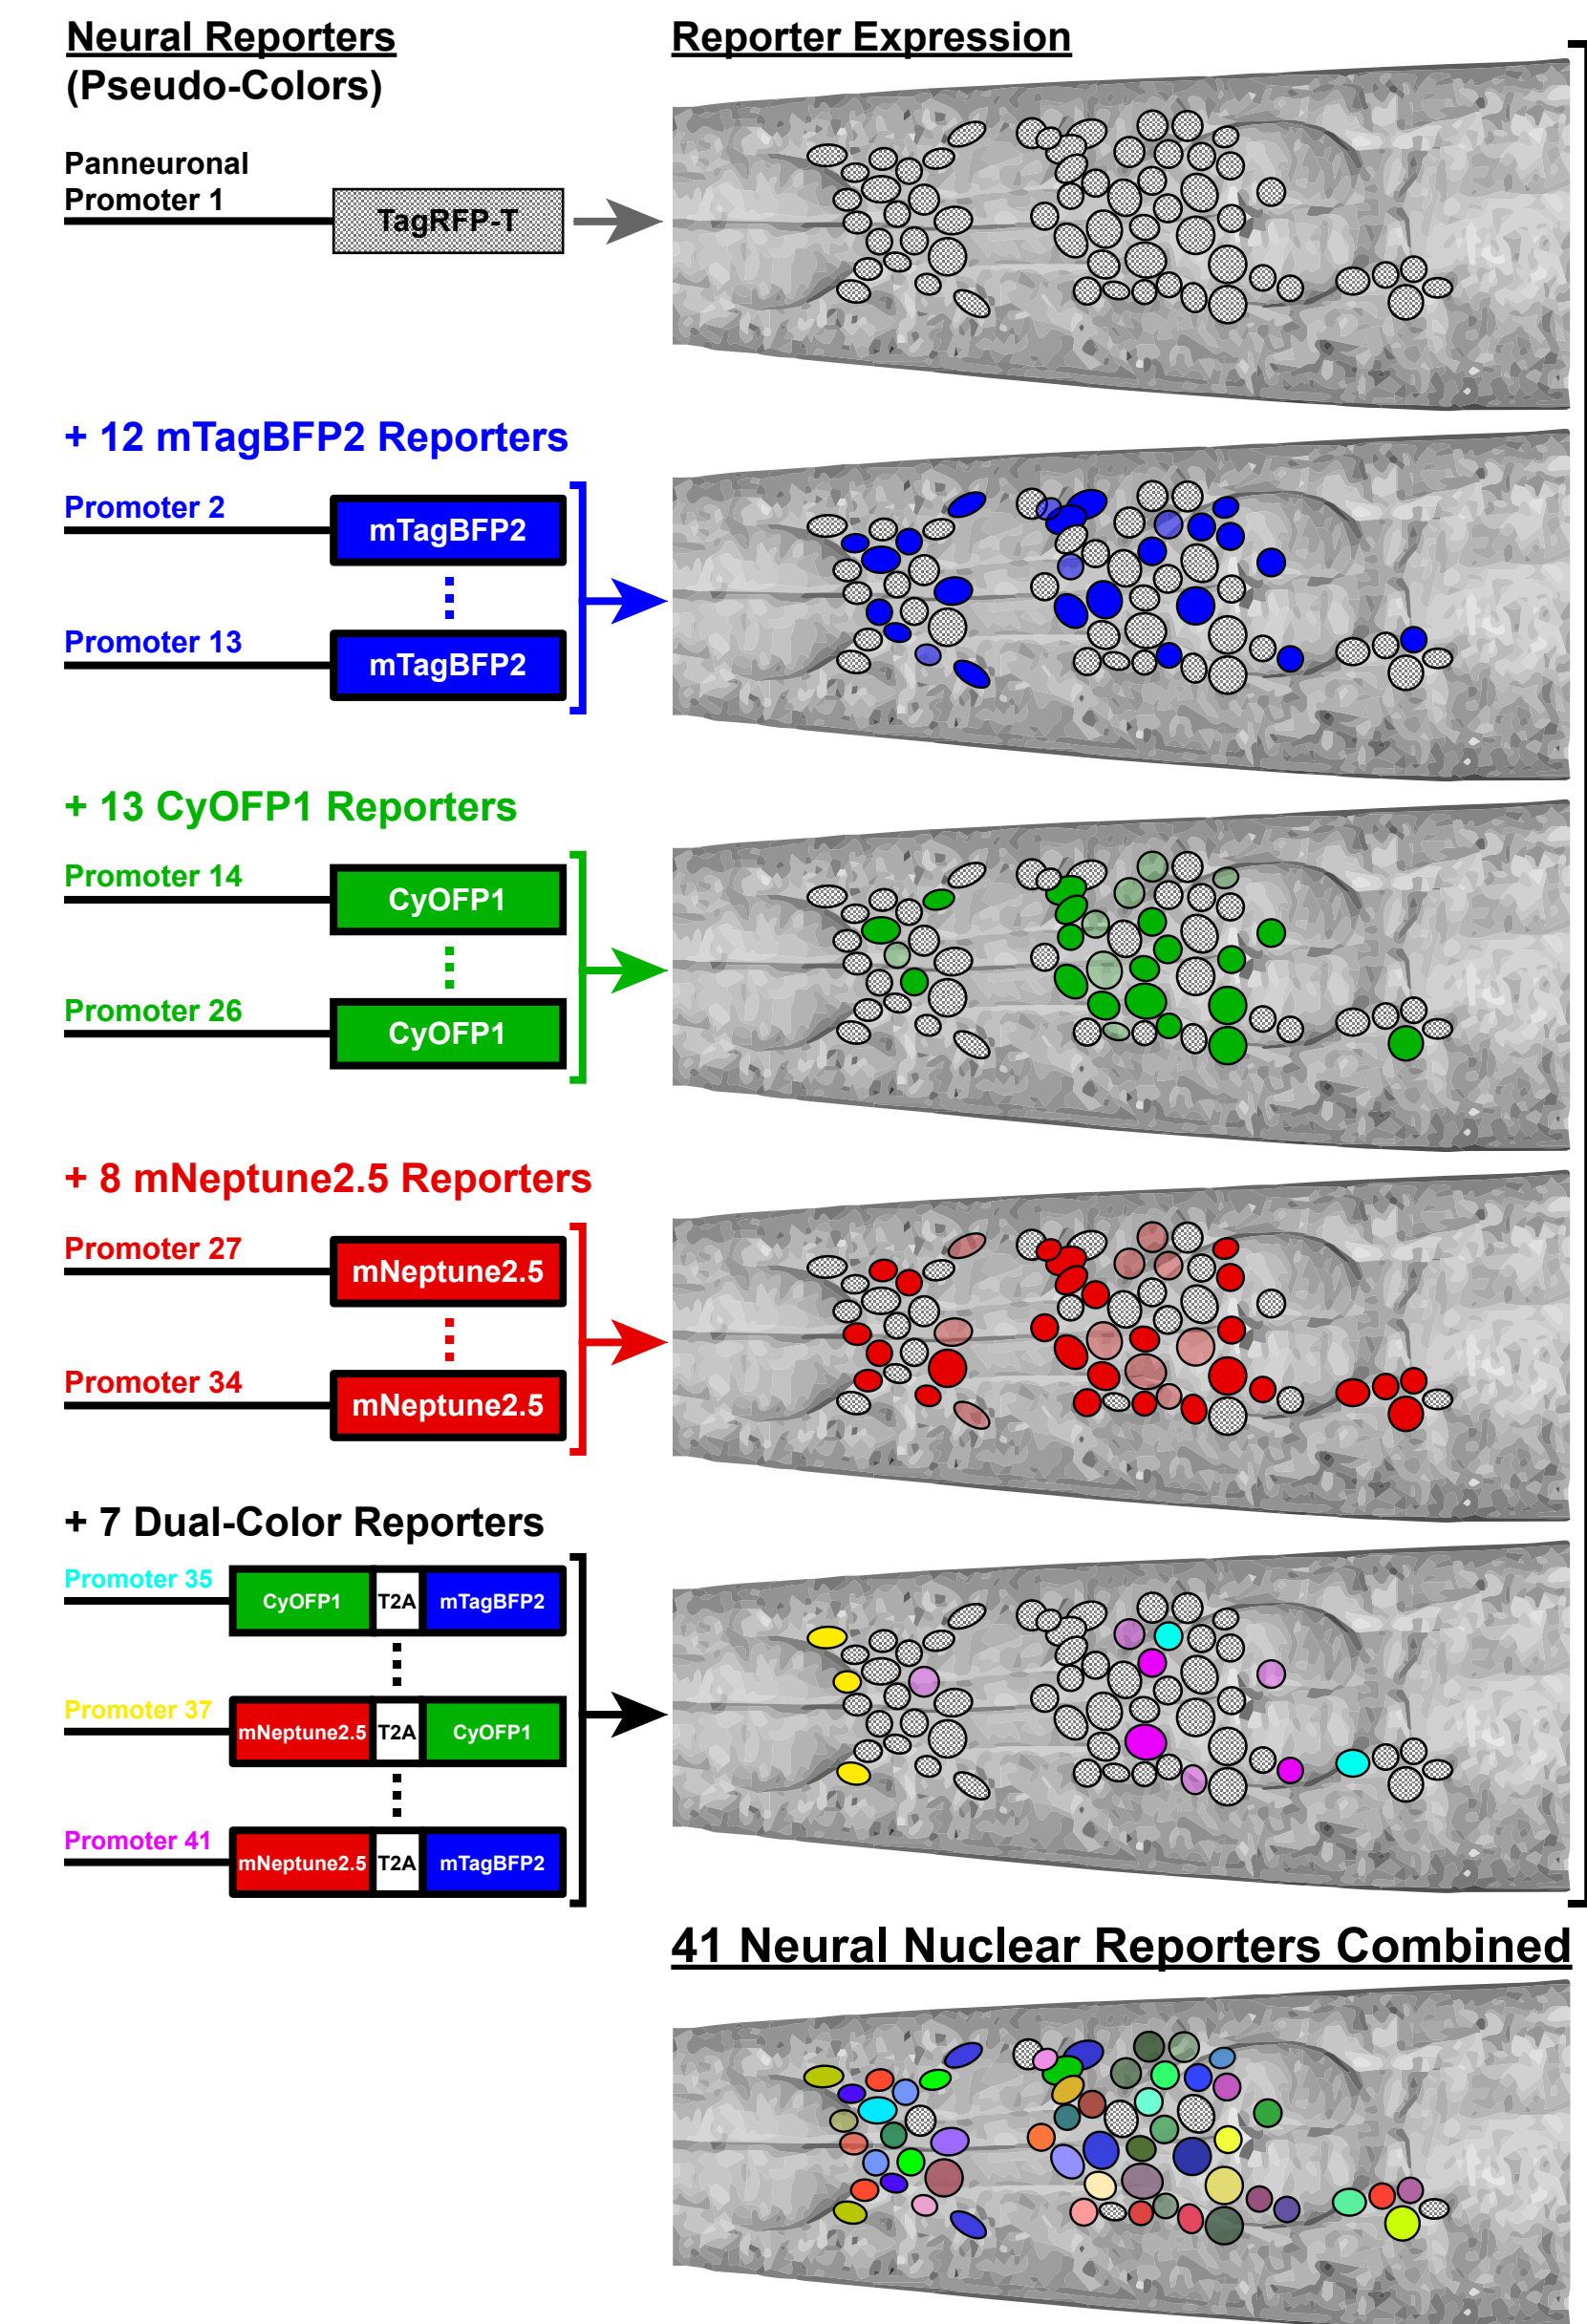 Neural Reporters
(Pseudo-Colors)
Reporter Expression
Panneuronal
Promoter 1
TagRFP-T
+ 12 mTagBFP2 Reporters
Promoter 2
mTagBFP2
Promoter 13
mTagBFP2
+ 13 CyOFP1 Reporters
Promoter 14
CyOFP1
Promoter 26
CyOFP1
+ 8 mNeptune2.5 Reporters
Promoter 27
mNeptune2.5
Promoter 34
mNeptune2.5
+ 7 Dual-Color Reporters
Promoter 35
CyOFP1 T2A mTagBFP2
Promoter 37
mNeptune2.5 T2A CyOFP1
Promoter 41
mNeptune2.5 T2A mTagBFP2
41 Neural Nuclear Reporters Combined